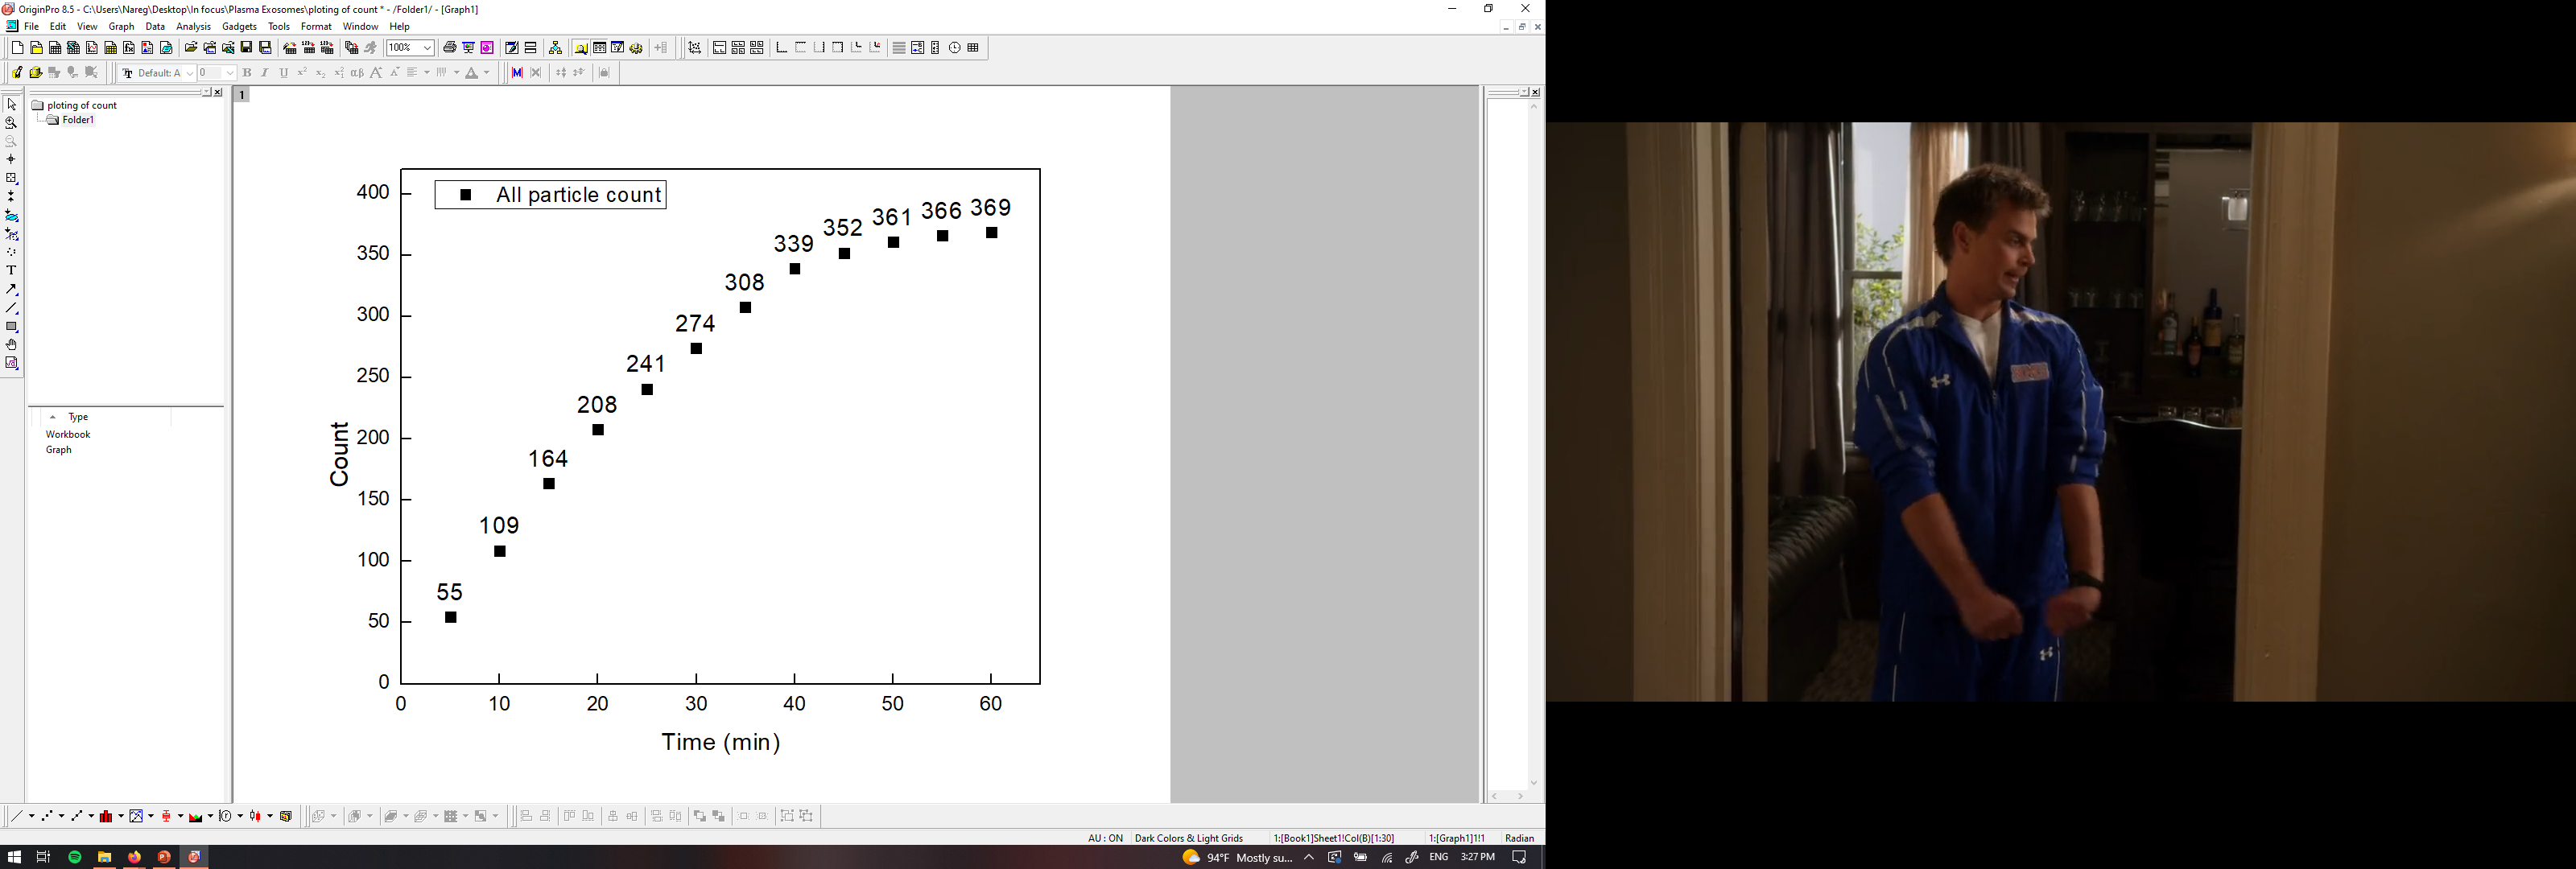 OriginPro 8.5 - C:\Users\Nareg\Desktop\In focus\Plasma Exosomes\ploting of count * - /Folder1/ - [Graph1]
File Edit View Graph Data Analysis Gadgets Tools Format Window Help
100%
Default: A 0
ploting of count
Folder1
Type
Workbook
Graph
1
All particle count
400
350
300
250
200
150
100
50
0
Count
55
109
164
208
241
274
308
339
352
361
366
369
0 10 20 30 40 50 60
Time (min)
AU : ON Dark Colors & Light Grids 1:[Book1]Sheet1!Col(B)[1:30] 1:[Graph1]1!1 Radian
94°F Mostly su... ENG 3:27 PM